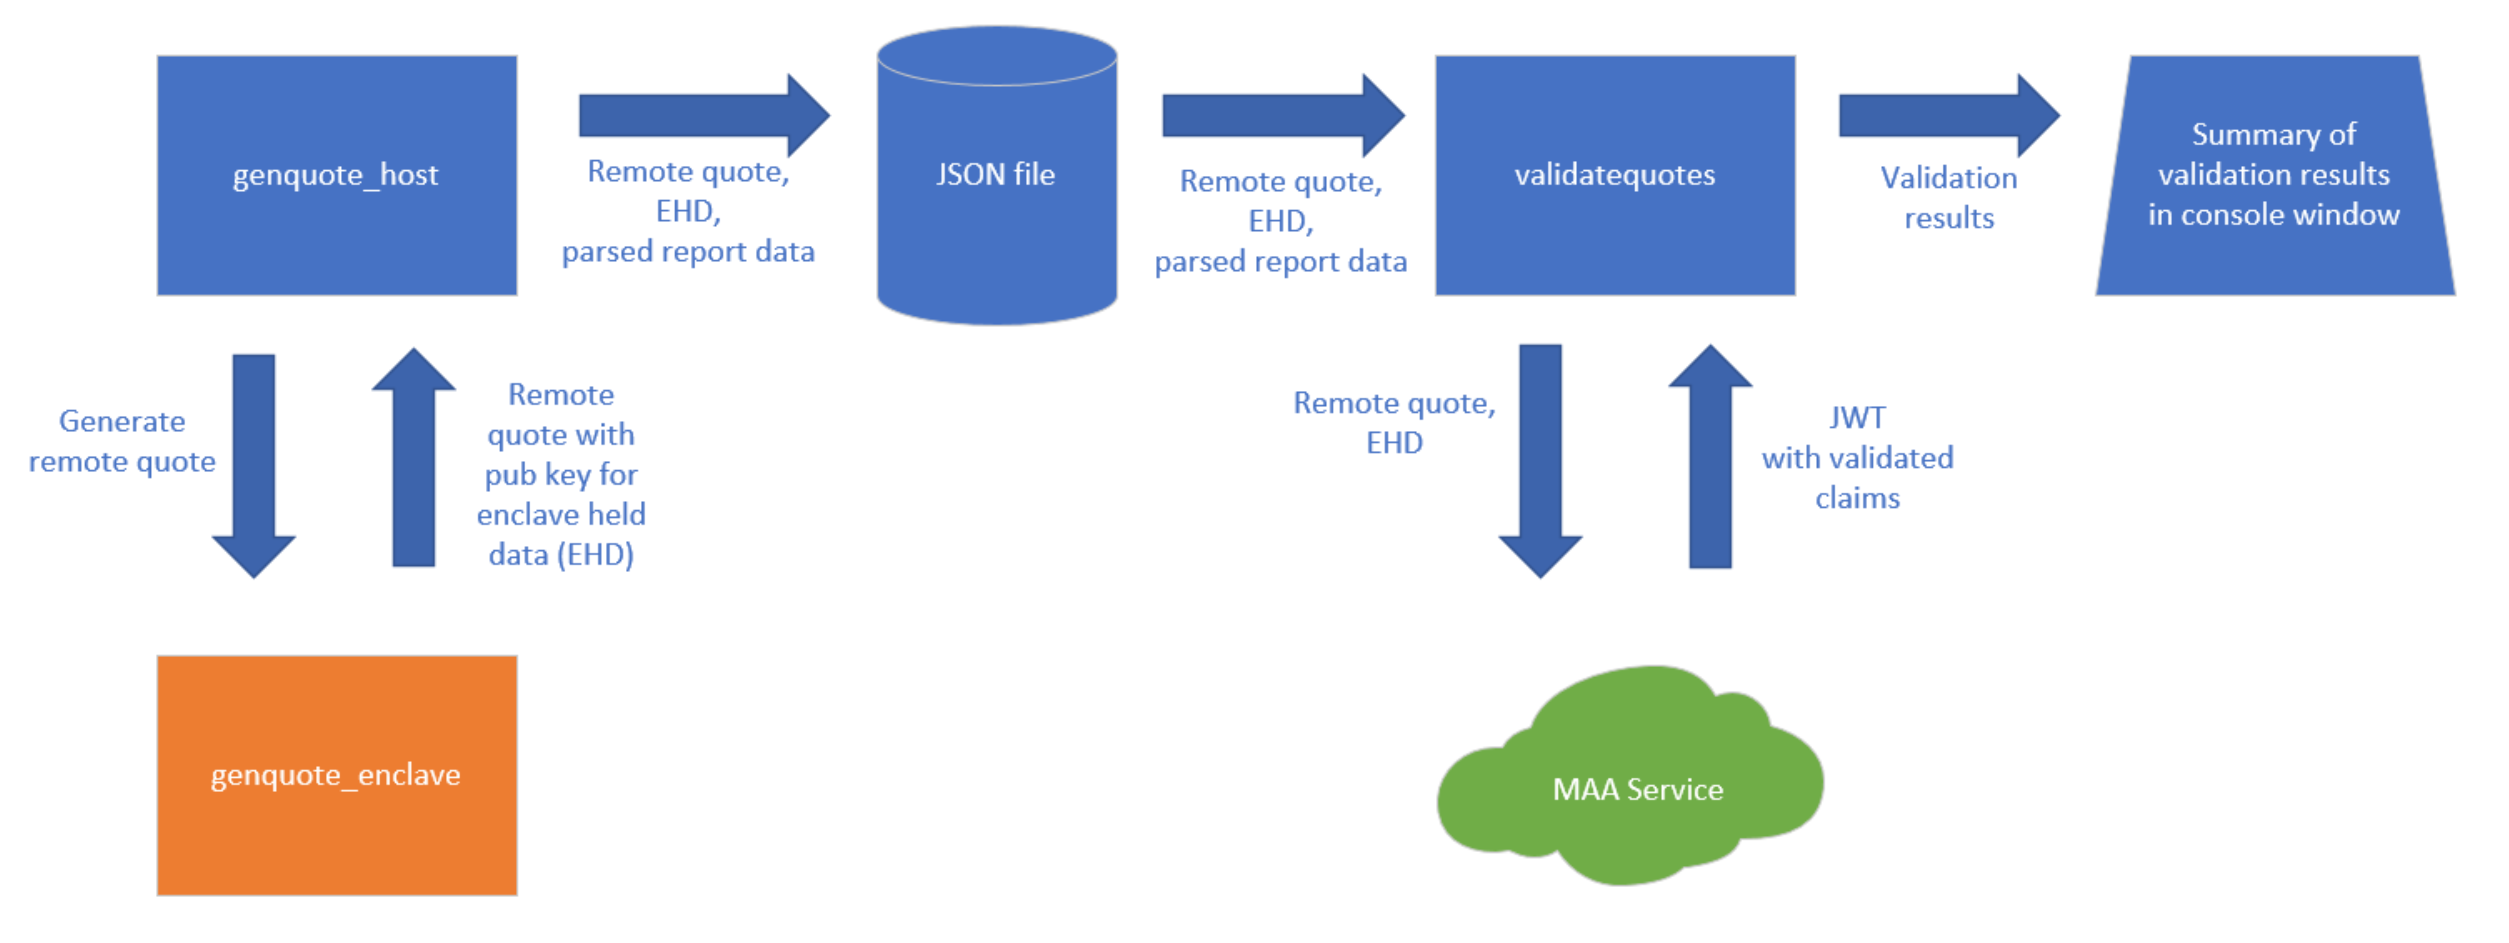 genquote_host
Remote quote,
EHD,
parsed report data
JSON file
Remote quote,
EHD,
parsed report data
validatequotes
Validation
results
Summary of
validation results
in console window
Generate
remote quote
Remote
quote with
pub key for
enclave held
data (EHD)
Remote quote,
EHD
JWT
with validated
claims
genquote_enclave
MAA Service